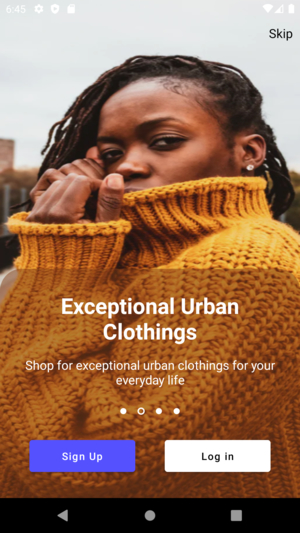 6:45
Skip
Exceptional Urban
Clothings
Shop for exceptional urban clothings for your
everyday life
Sign Up
Log in